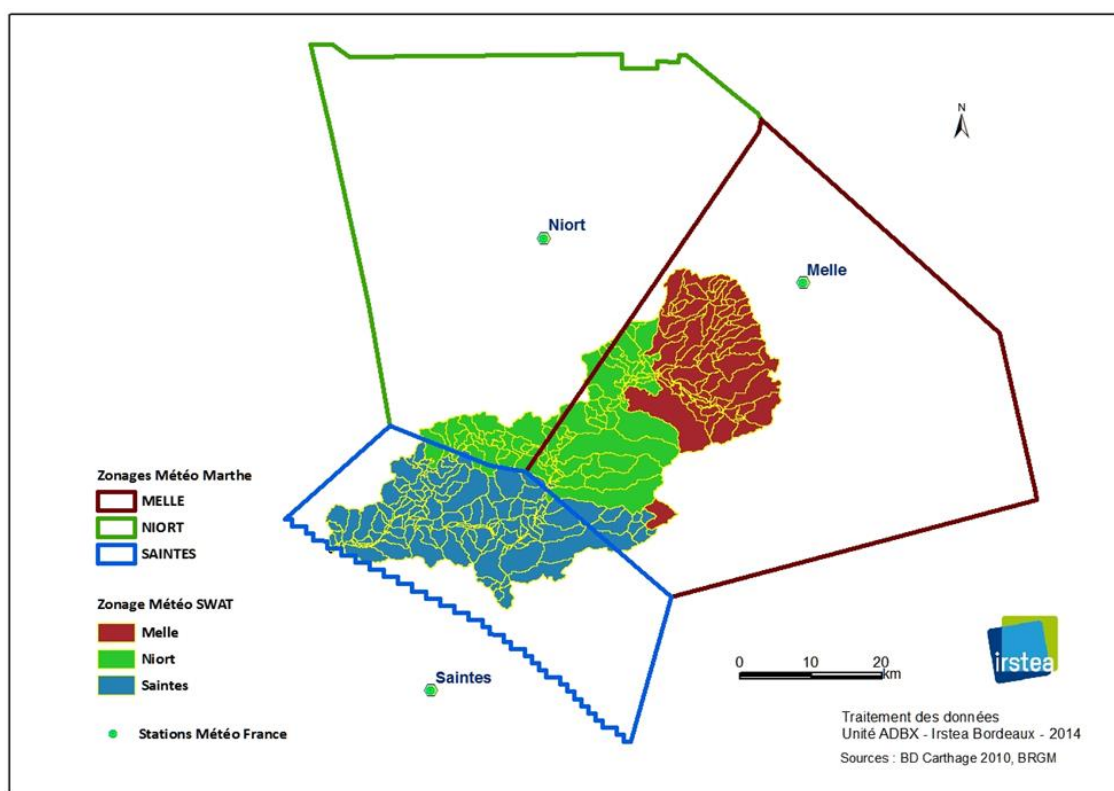 N
Niort
Melle
Saintes
Zonages Météo Marthe
MELLE
NIORT
SAINTES
Zonage Météo SWAT
Melle
Niort
Saintes
Stations Météo France
0 10 20
km
irstea
Traitement des données
Unité ADBX - Irstea Bordeaux - 2014
Sources : BD Carthage 2010, BRGM